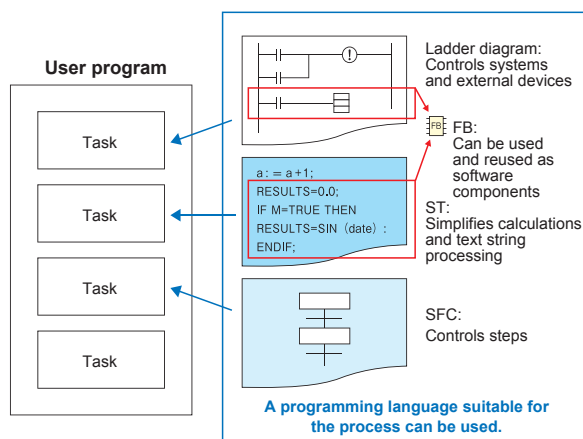 User program
Task
Task
Task
Task
Ladder diagram:
Controls systems
and external devices
FB
FB:
Can be used
and reused as
software
components
a：= a+1;
RESULTS=0.0;
IF M=TRUE THEN
RESULTS=SIN（date）:
ENDIF;
ST:
Simplifies calculations
and text string
processing
SFC:
Controls steps
A programming language suitable for
the process can be used.